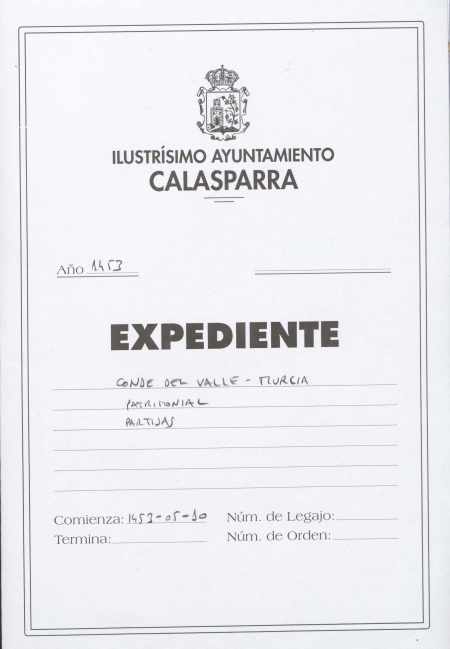 ILUSTRÍSIMO AYUNTAMIENTO
CALASPARRA
Año 1453
EXPEDIENTE
CONDE DEL VALLE - MURCIA
PATRIMONIAL
PARTIJAS
Comienza: 1453-05-10 Núm. de Legajo:
Termina: Núm. de Orden: